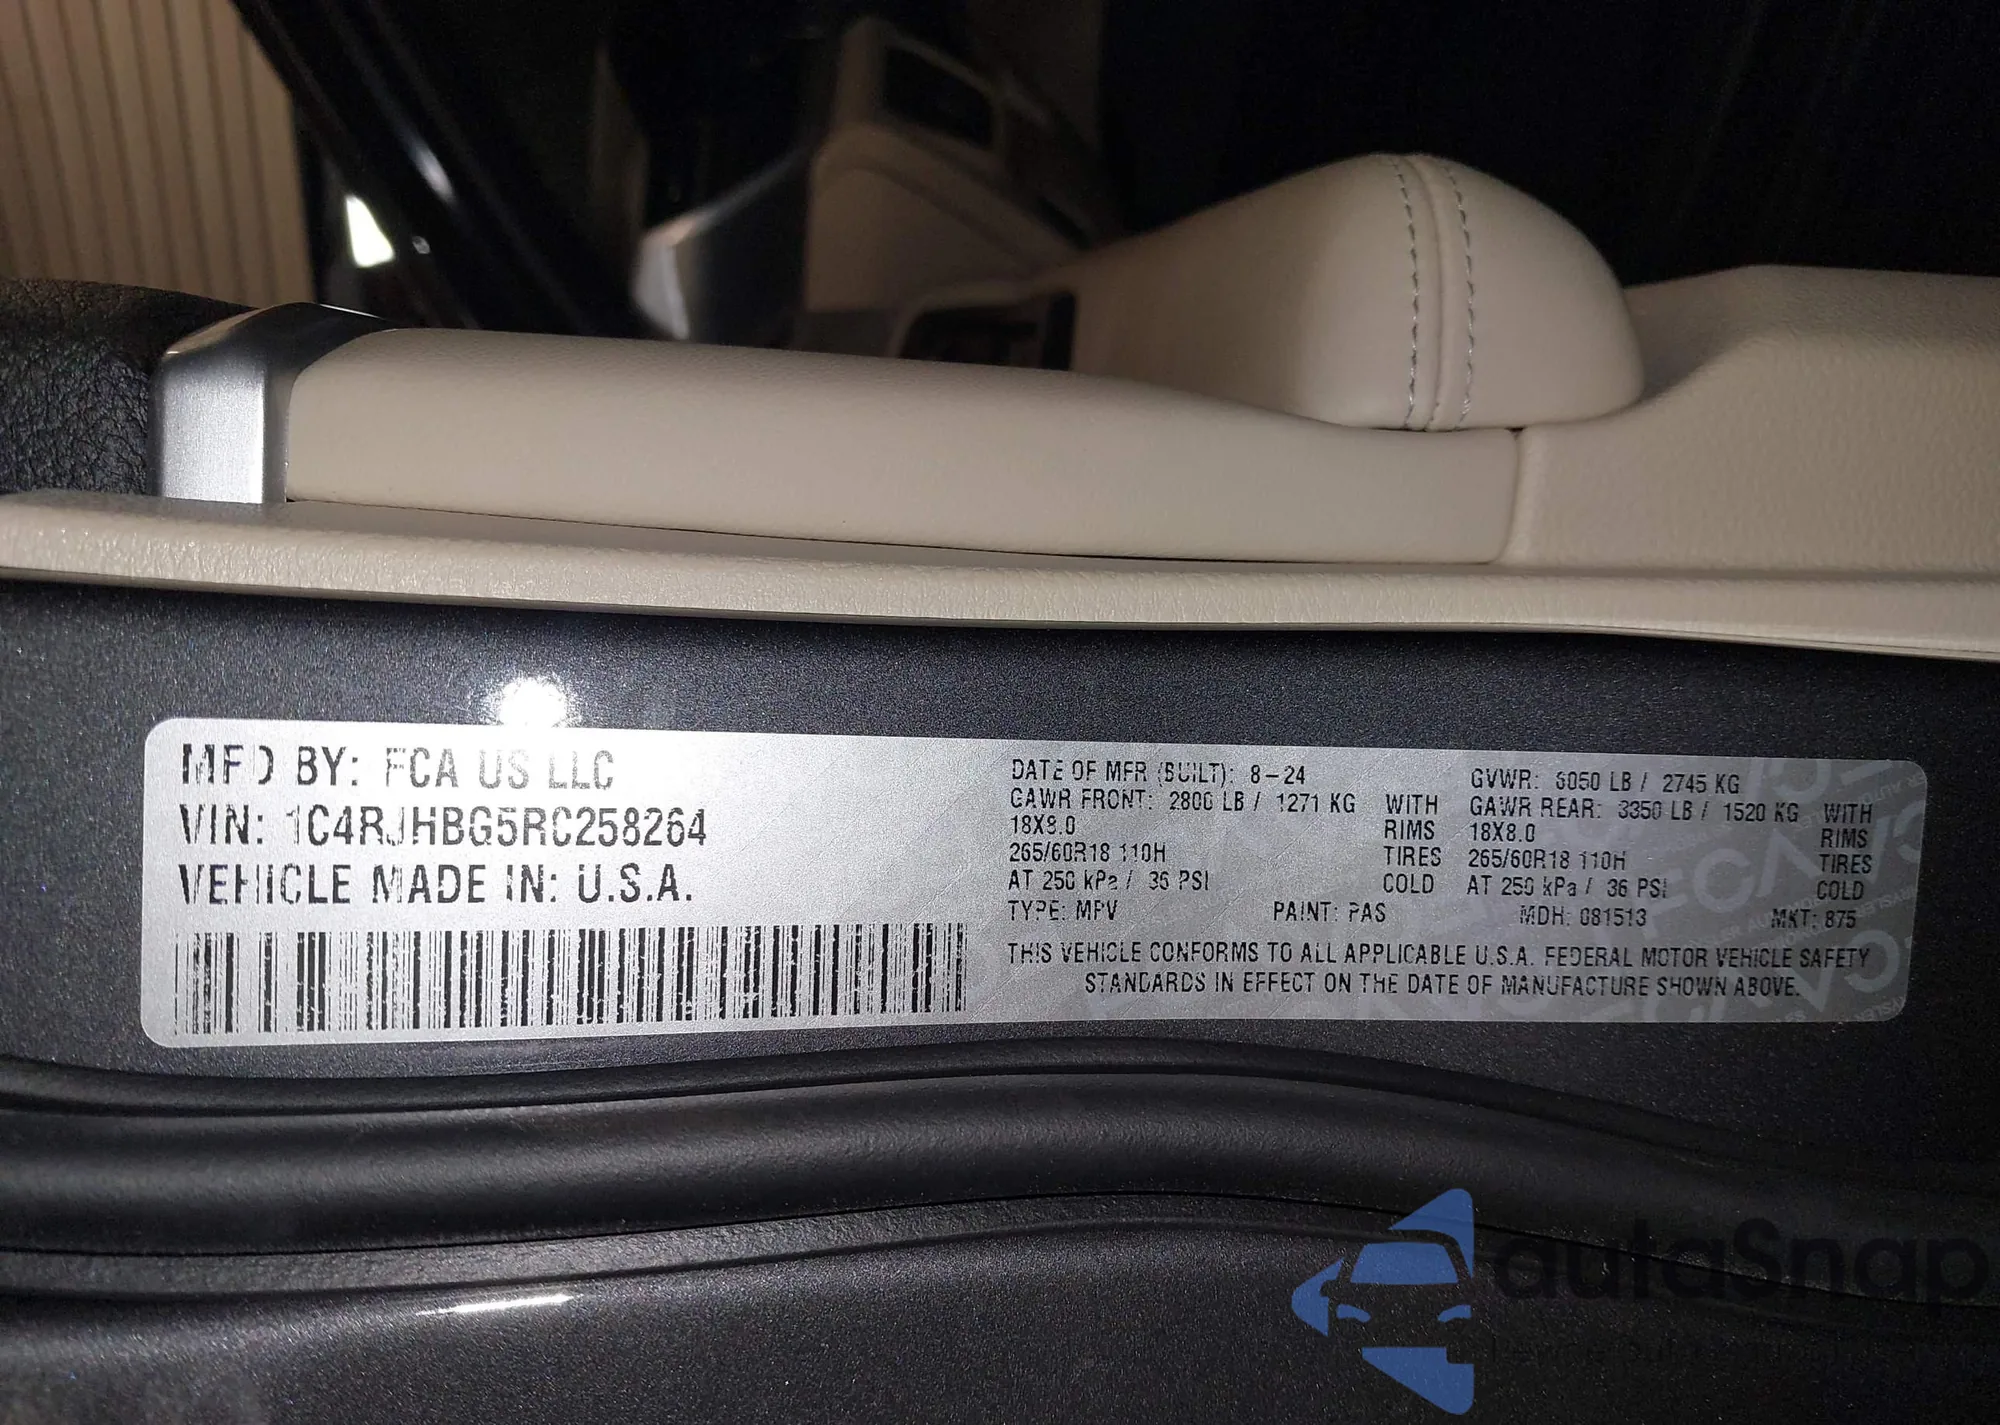 MFD BY: FCA US LLC
VIN: 1C4RJHBG5RC258264
VEHICLE MADE IN: U.S.A.
DATE OF MFR (BUILT): 8-24
GAWR FRONT: 2800 LB / 1271 KG WITH
18X8.0 RIMS
265/60R18 110H TIRES
AT 250 kPa / 36 PSI COLD
GVWR: 6050 LB / 2745 KG
GAWR REAR: 3350 LB / 1520 KG WITH
18X8.0 RIMS
265/60R18 110H TIRES
AT 250 kPa / 36 PSI COLD
TYPE: MPV PAINT: PAS MDH: 081513 MKT: 875
THIS VEHICLE CONFORMS TO ALL APPLICABLE U.S.A. FEDERAL MOTOR VEHICLE SAFETY
STANDARDS IN EFFECT ON THE DATE OF MANUFACTURE SHOWN ABOVE.
autaSnap